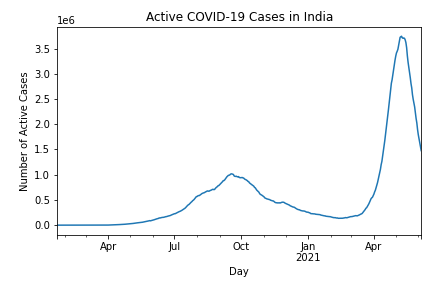 Active COVID-19 Cases in India
1e6
3.5
3.0
2.5
2.0
1.5
1.0
0.5
0.0
Number of Active Cases
Apr
Jul
Oct
Jan
2021
Apr
Day